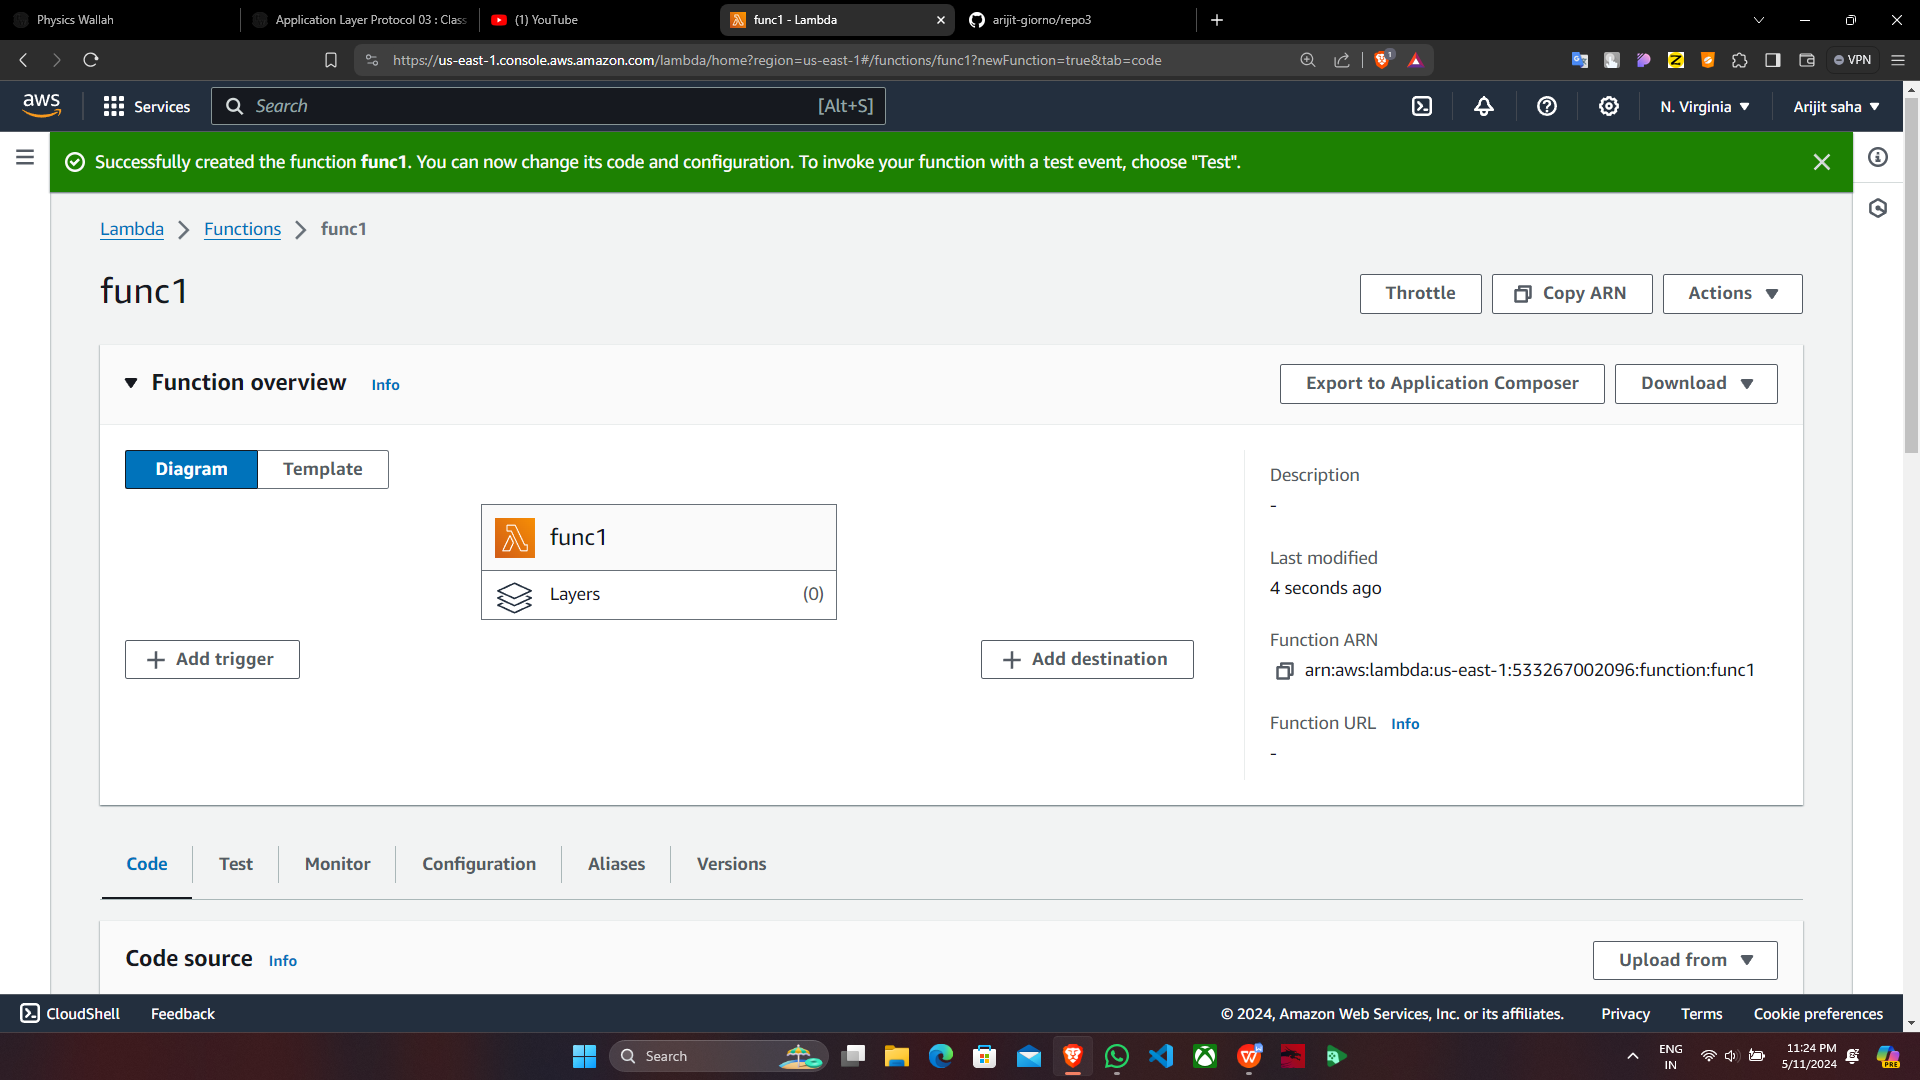 Physics Wallah
Application Layer Protocol 03 : Class
(1) YouTube
func1 - Lambda
arijit-giorno/repo3
https://us-east-1.console.aws.amazon.com/lambda/home?region=us-east-1#/functions/func1?newFunction=true&tab=code
1
VPN
aws
Services
Search
[Alt+S]
N. Virginia
Arijit saha
Successfully created the function func1. You can now change its code and configuration. To invoke your function with a test event, choose "Test".
Lambda
Functions
func1
func1
Throttle
Copy ARN
Actions
Function overview
Info
Export to Application Composer
Download
Diagram
Template
func1
Layers
(0)
Add trigger
Add destination
Description
-
Last modified
4 seconds ago
Function ARN
arn:aws:lambda:us-east-1:533267002096:function:func1
Function URL
Info
-
Code
Test
Monitor
Configuration
Aliases
Versions
Code source
Info
Upload from
CloudShell
Feedback
© 2024, Amazon Web Services, Inc. or its affiliates.
Privacy
Terms
Cookie preferences
Search
ENG
IN
11:24 PM
5/11/2024
PRE